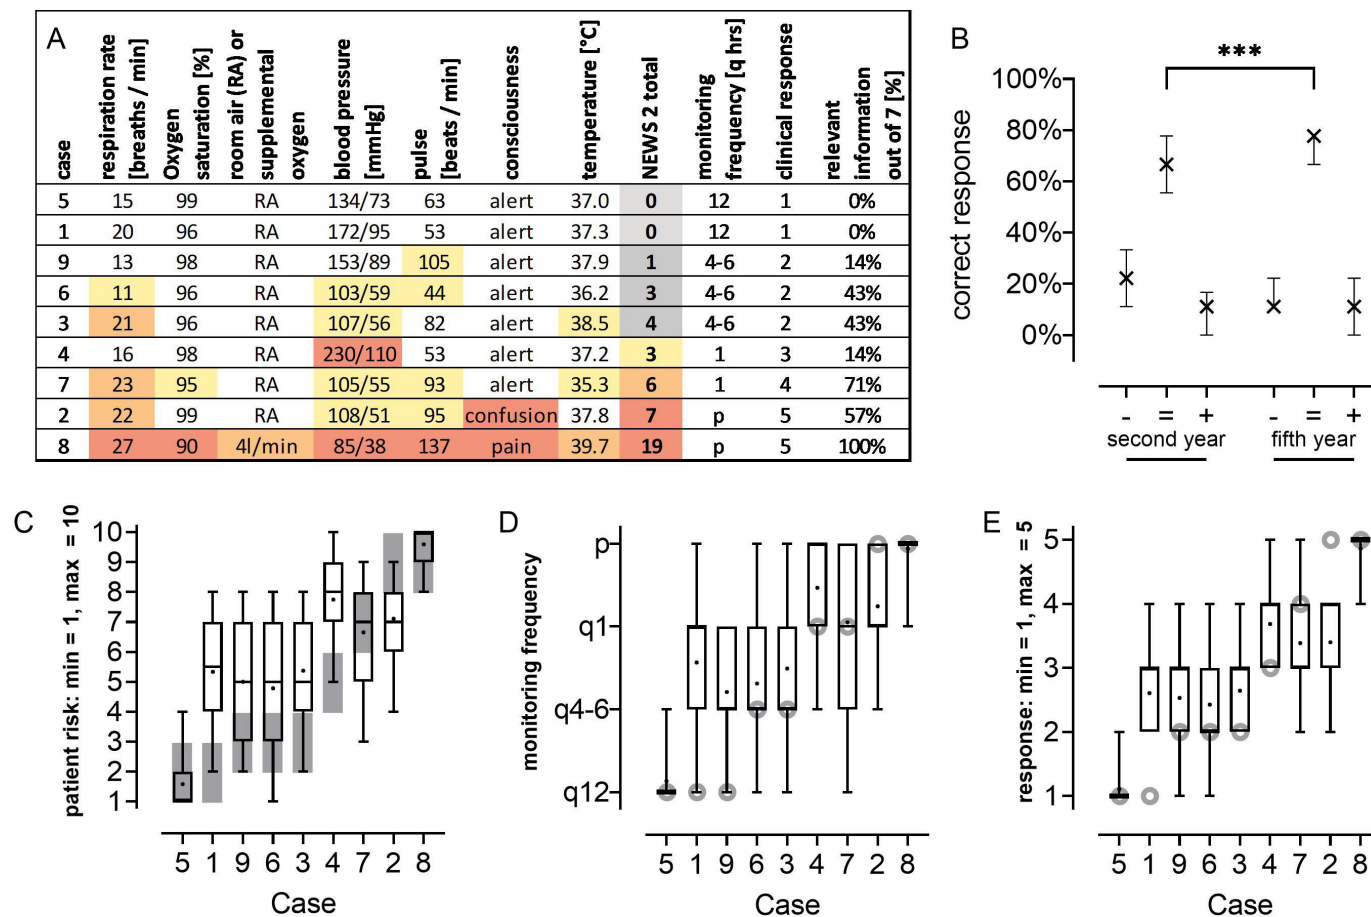 A
case
respiration rate
[breaths / min]
Oxygen
saturation [%]
room air (RA) or
supplemental
oxygen
blood pressure
[mmHg]
pulse
[beats / min]
consciousness
temperature [°C]
NEWS 2 total
monitoring
frequency [q hrs]
clinical response
relevant
information
out of 7 [%]
5 15 99 RA 134/73 63 alert 37.0 0 12 1 0%
1 20 96 RA 172/95 53 alert 37.3 0 12 1 0%
9 13 98 RA 153/89 105 alert 37.9 1 4-6 2 14%
6 11 96 RA 103/59 44 alert 36.2 3 4-6 2 43%
3 21 96 RA 107/56 82 alert 38.5 4 4-6 2 43%
4 16 98 RA 230/110 53 alert 37.2 3 1 3 14%
7 23 95 RA 105/55 93 alert 35.3 6 1 4 71%
2 22 99 RA 108/51 95 confusion 37.8 7 p 5 57%
8 27 90 4l/min 85/38 137 pain 39.7 19 p 5 100%
B
***
correct response
100%
80%
60%
40%
20%
0%
- = + - = +
second year fifth year
C
patient risk: min = 1, max = 10
10
9
8
7
6
5
4
3
2
1
5 1 9 6 3 4 7 2 8
Case
D
monitoring frequency
p
q1
q4-6
q12
5 1 9 6 3 4 7 2 8
Case
E
response: min = 1, max = 5
5
4
3
2
1
5 1 9 6 3 4 7 2 8
Case